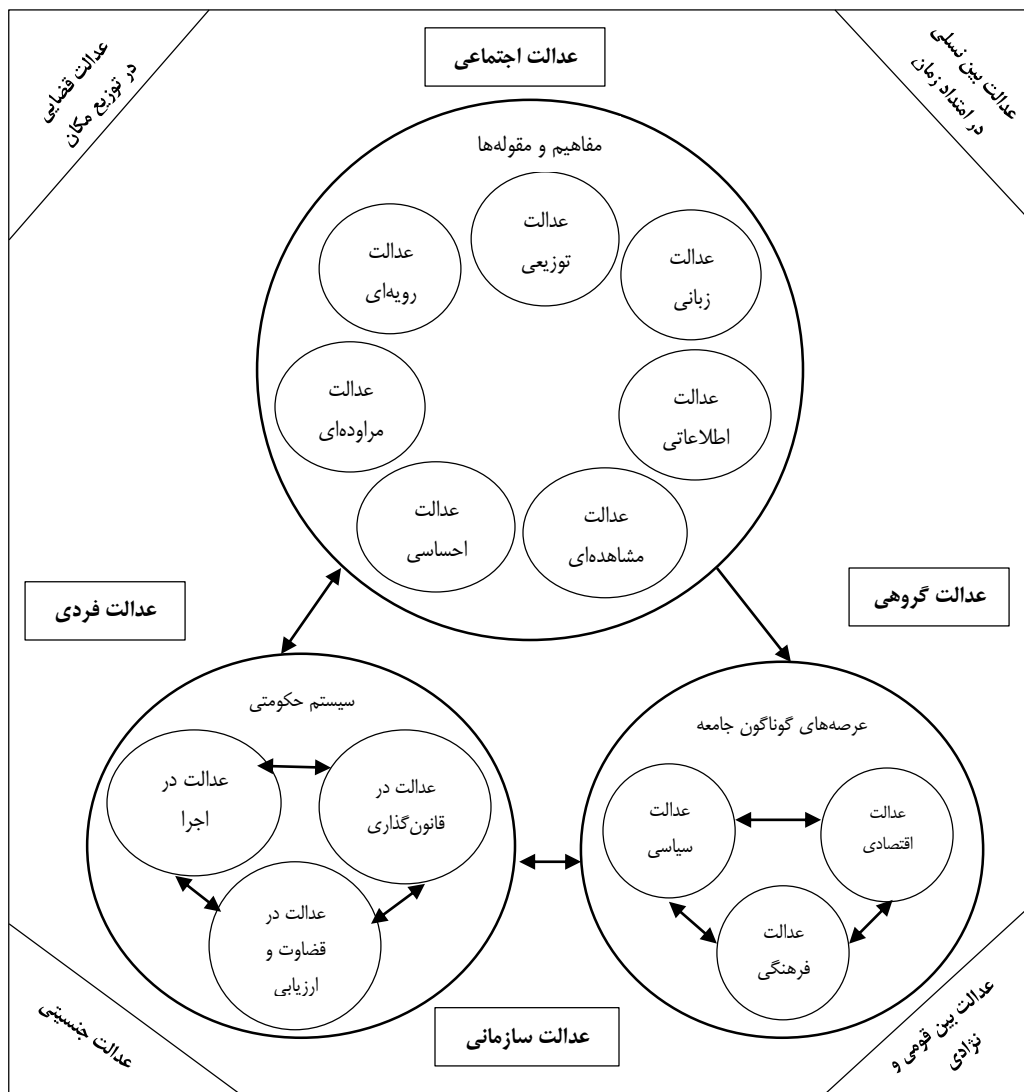 عدالت بین نسلی
در امتداد زمان
عدالت اجتماعی
عدالت قضایی
در توزیع مکان
مفاهیم و مقوله‌ها
عدالت
توزیعی
عدالت
زبانی
عدالت
رویه‌ای
عدالت
اطلاعاتی
عدالت
مراوده‌ای
عدالت
مشاهده‌ای
عدالت
احساسی
عدالت گروهی
عدالت فردی
عرصه‌های گوناگون جامعه
عدالت
اقتصادی
عدالت
سیاسی
عدالت
فرهنگی
سیستم حکومتی
عدالت در
قانون‌گذاری
عدالت در
اجرا
عدالت در
قضاوت و
ارزیابی
عدالت بین قومی و
نژادی
عدالت سازمانی
عدالت جنسیتی